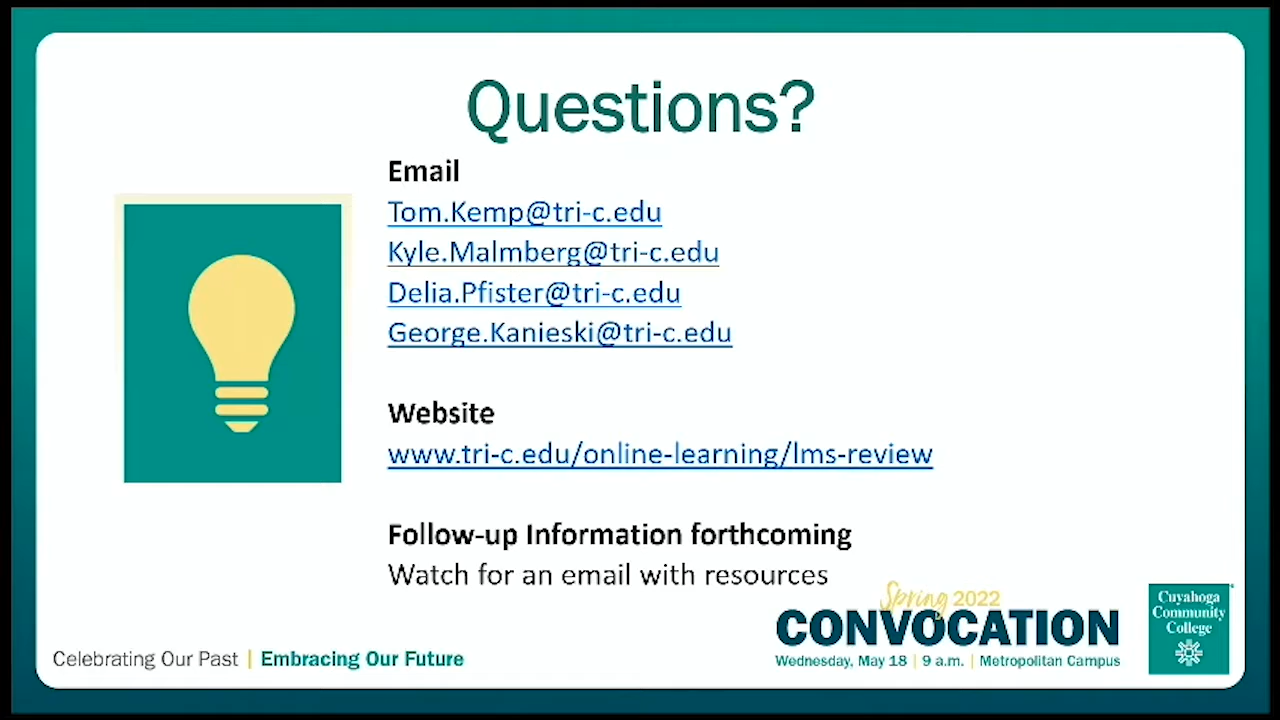 Questions?
Email
Tom.Kemp@tri-c.edu
Kyle.Malmberg@tri-c.edu
Delia.Pfister@tri-c.edu
George.Kanieski@tri-c.edu
Website
www.tri-c.edu/online-learning/lms-review
Follow-up Information forthcoming
Watch for an email with resources
Spring 2022
CONVOCATION
Wednesday, May 18 | 9 a.m. | Metropolitan Campus
Cuyahoga
Community
College
Celebrating Our Past | Embracing Our Future